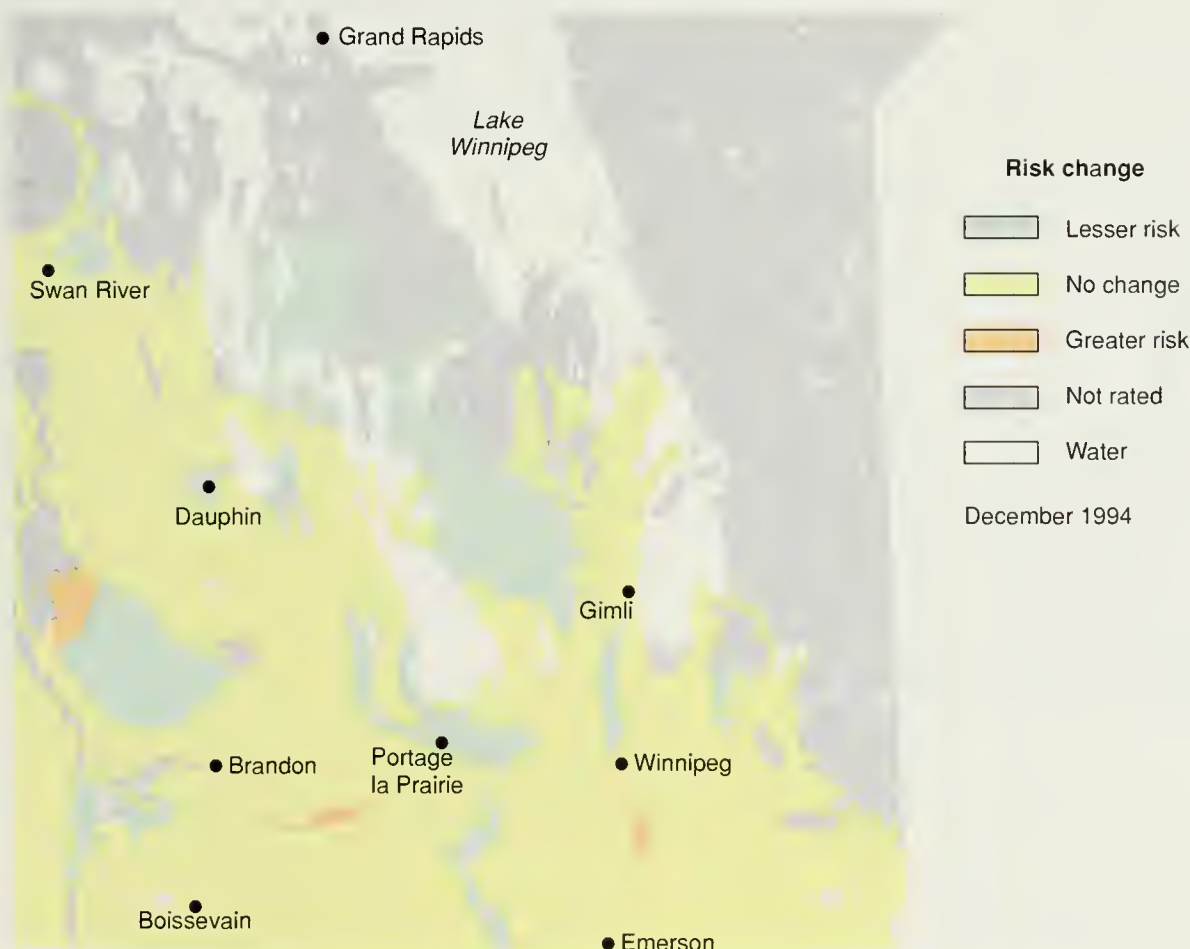 Grand Rapids
Lake
Winnipeg
Risk change
Lesser risk
No change
Greater risk
Not rated
Water
December 1994
Swan River
Dauphin
Gimli
Brandon
Portage
la Prairie
Winnipeg
Boissevain
Emerson